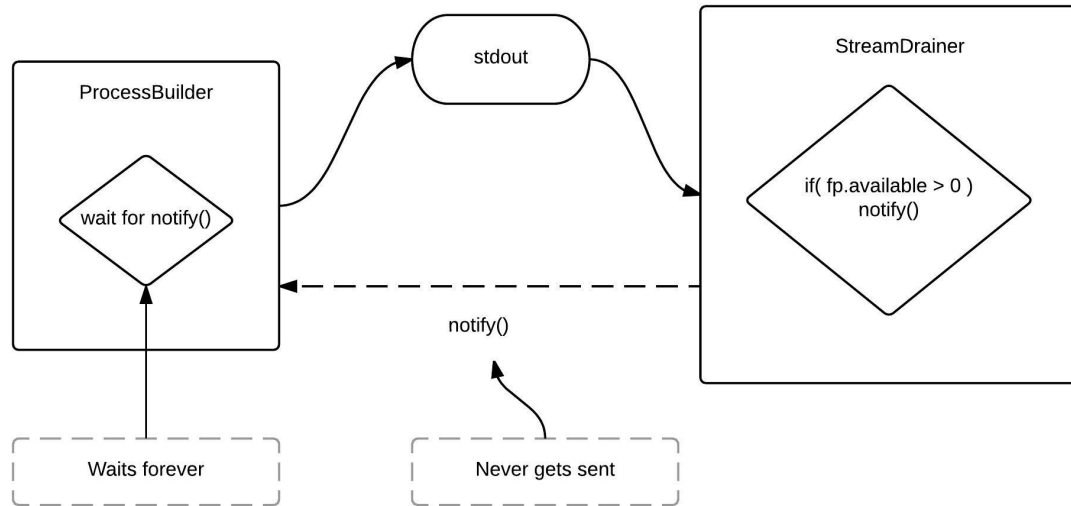 stdout
StreamDrainer
ProcessBuilder
wait for notify()
if( fp.available > 0 )
notify()
notify()
Waits forever
Never gets sent